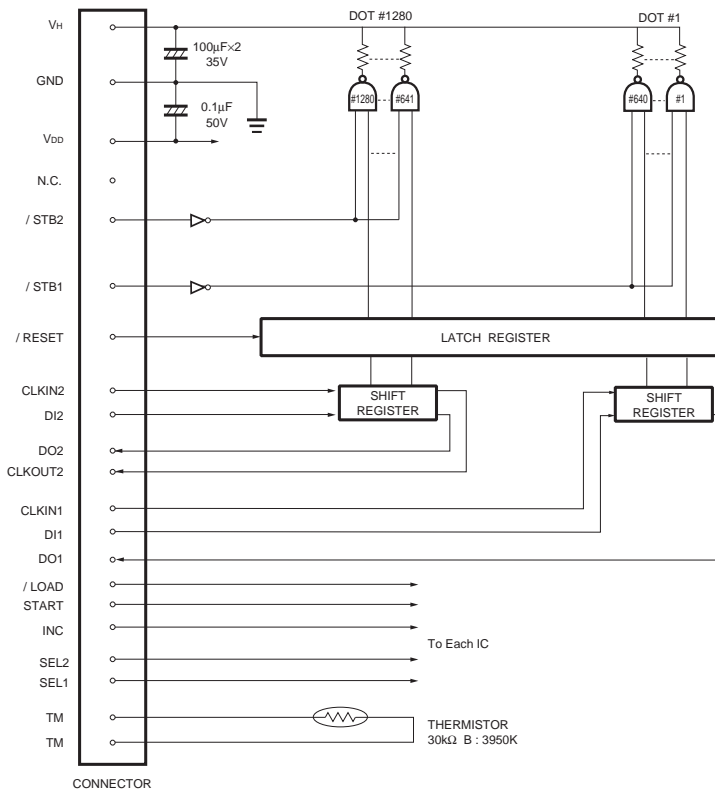 DOT #1280
DOT #1
VH
100μF×2
35V
GND
#1280
#641
#640
#1
0.1μF
50V
VDD
N.C.
/ STB2
/ STB1
/ RESET
LATCH REGISTER
CLKIN2
SHIFT
REGISTER
SHIFT
REGISTER
DI2
DO2
CLKOUT2
CLKIN1
DI1
DO1
/ LOAD
START
INC
To Each IC
SEL2
SEL1
TM
THERMISTOR
30kΩ B : 3950K
TM
CONNECTOR